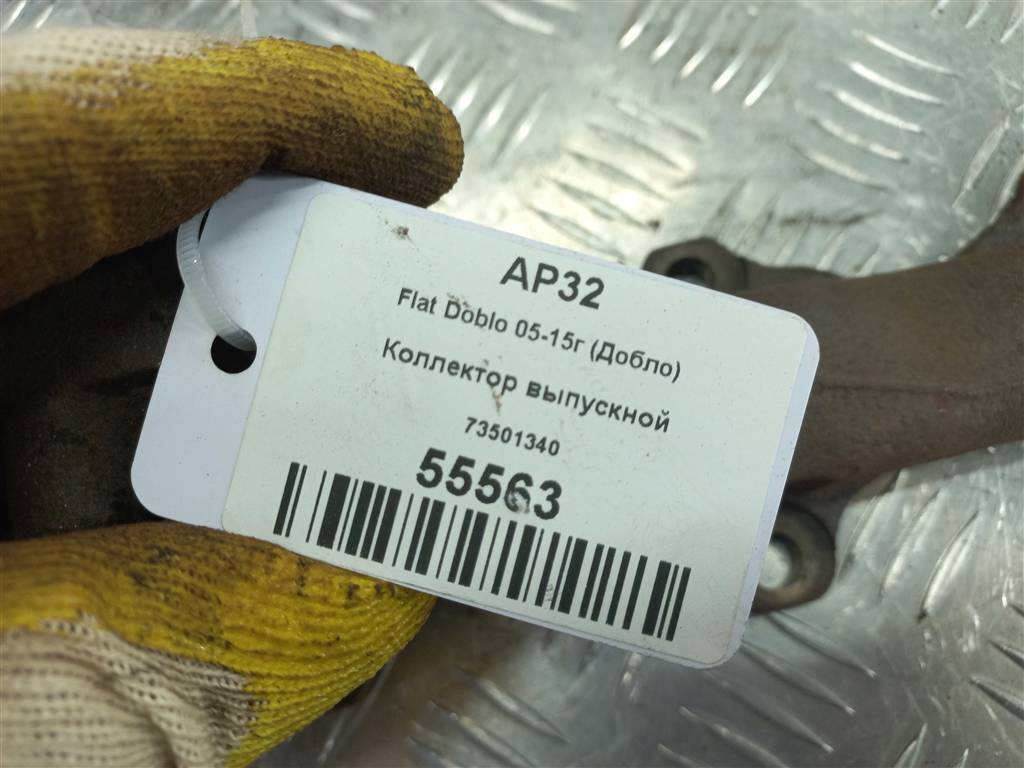 AP32
Fiat Doblo 05-15г (Добло)
Коллектор выпускной
73501340
55563